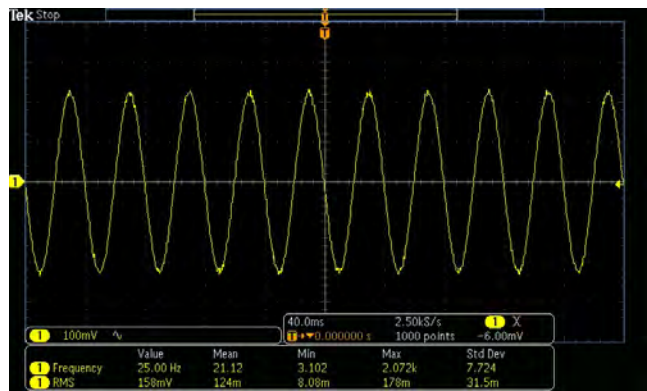 Tek Stop
T
T
1
1 100mV
40.0ms 2.50kS/s 1
T→▼0.000000 s 1000 points -6.00mV
Value Mean Min Max Std Dev
1 Frequency 25.00 Hz 21.12 3.102 2.072k 7.724
1 RMS 158mV 124m 8.08m 178m 31.5m